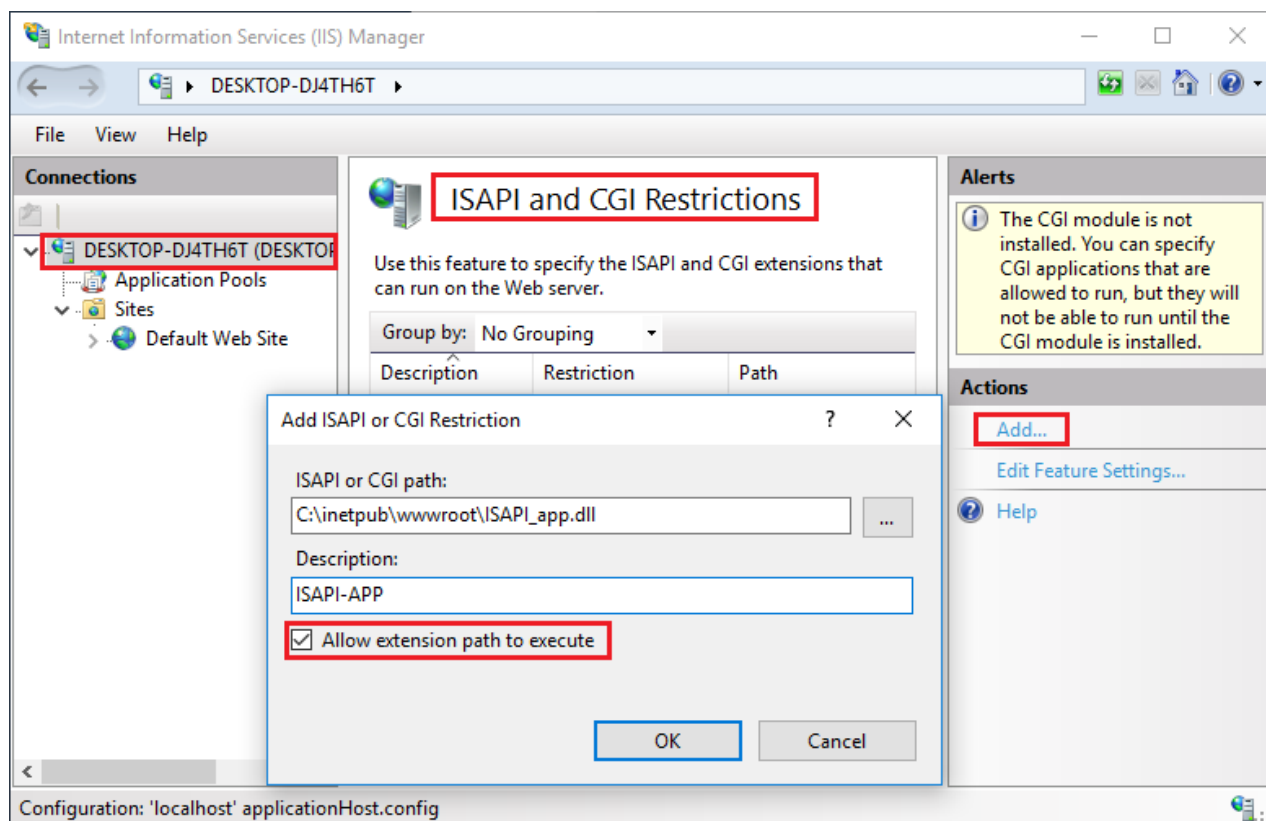 Internet Information Services (IIS) Manager
DESKTOP-DJ4TH6T
File View Help
Connections
DESKTOP-DJ4TH6T (DESKTOP
Application Pools
Sites
Default Web Site
ISAPI and CGI Restrictions
Use this feature to specify the ISAPI and CGI extensions that
can run on the Web server.
Group by: No Grouping
Description Restriction Path
Add ISAPI or CGI Restriction
?
ISAPI or CGI path:
C:\inetpub\wwwroot\ISAPI_app.dll
...
Description:
ISAPI-APP
Allow extension path to execute
OK Cancel
Alerts
The CGI module is not
installed. You can specify
CGI applications that are
allowed to run, but they will
not be able to run until the
CGI module is installed.
Actions
Add...
Edit Feature Settings...
Help
Configuration: 'localhost' applicationHost.config